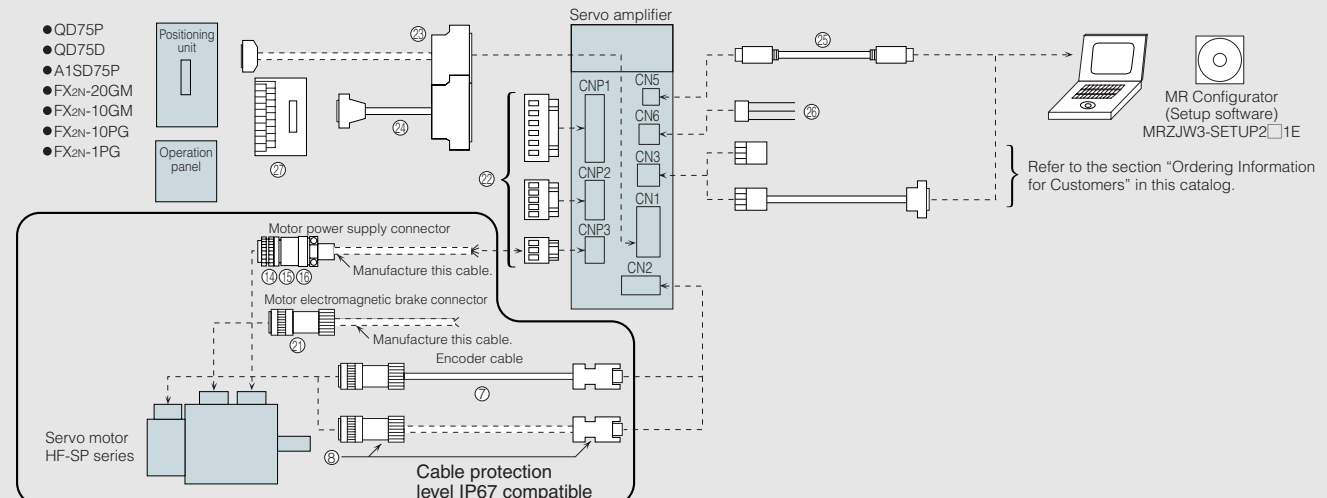 ●QD75P
●QD75D
●A1SD75P
●FX2N-20GM
●FX2N-10GM
●FX2N-10PG
●FX2N-1PG
Positioning
unit
Operation
panel
㉗
㉓
㉔
㉒
Servo amplifier
CNP1
CNP2
CNP3
CN5
CN6
CN3
CN1
CN2
㉕
㉖
MR Configurator
(Setup software)
MRZJW3-SETUP2□1E
Refer to the section “Ordering Information
for Customers” in this catalog.
Motor power supply connector
⑭⑮⑯
Manufacture this cable.
Motor electromagnetic brake connector
㉑
Manufacture this cable.
Encoder cable
⑦
⑧
Servo motor
HF-SP series
Cable protection
level IP67 compatible